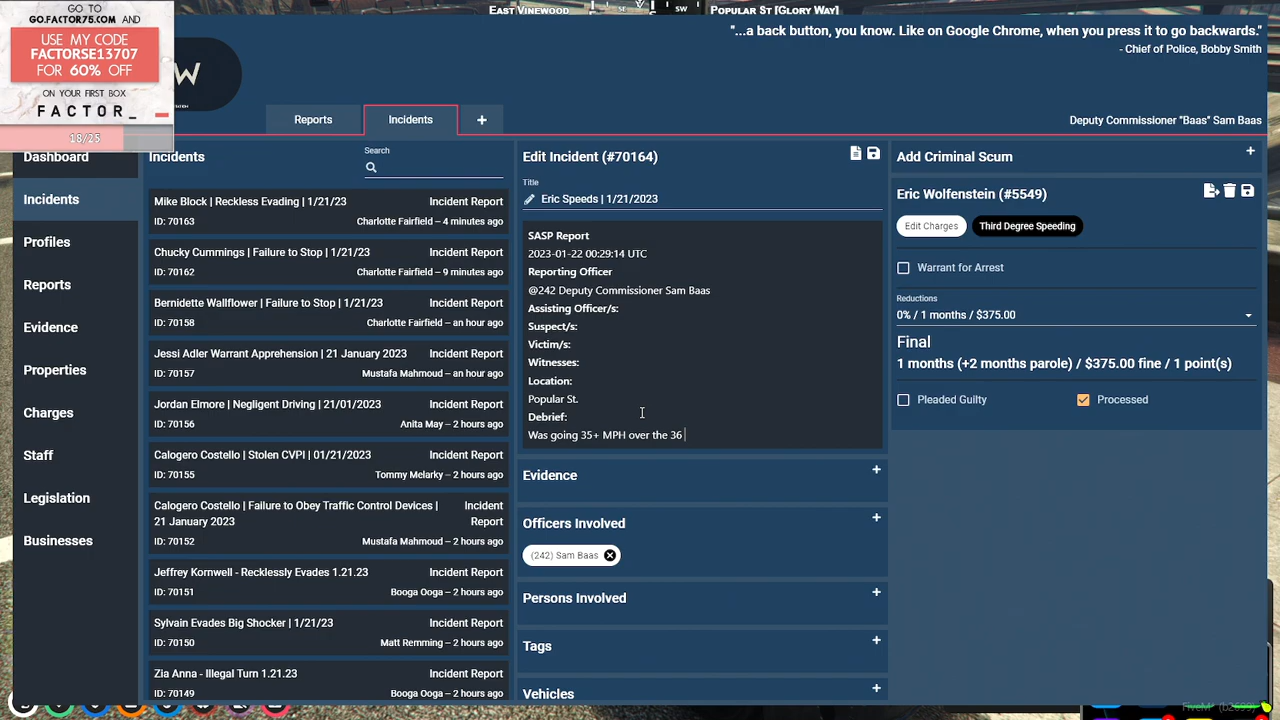 GO TO
GO.FACTOR75.COM AND
USE MY CODE
FACTORSE13707
FOR 60% OFF
ON YOUR FIRST BOX
FACTOR_
18/25
EAST VINEWOOD
SW
POPULAR ST [GLORY WAY]
"...a back button, you know. Like on Google Chrome, when you press it to go backwards."
- Chief of Police, Bobby Smith
Reports
Incidents
+
Deputy Commissioner "Baas" Sam Baas
Dashboard
Incidents
Profiles
Reports
Evidence
Properties
Charges
Staff
Legislation
Businesses
Incidents
Search
Mike Block | Reckless Evading | 1/21/23 Incident Report
ID: 70163 Charlotte Fairfield – 4 minutes ago
Chucky Cummings | Failure to Stop | 1/21/23 Incident Report
ID: 70162 Charlotte Fairfield – 9 minutes ago
Bernidette Wallflower | Failure to Stop | 1/21/23 Incident Report
ID: 70158 Charlotte Fairfield – an hour ago
Jessi Adler Warrant Apprehension | 21 January 2023 Incident Report
ID: 70157 Mustafa Mahmoud – an hour ago
Jordan Elmore | Negligent Driving | 21/01/2023 Incident Report
ID: 70156 Anita May – 2 hours ago
Calogero Costello | Stolen CVPI | 01/21/2023 Incident Report
ID: 70155 Tommy Melarky – 2 hours ago
Calogero Costello | Failure to Obey Traffic Control Devices | Incident
21 January 2023 Report
ID: 70152 Mustafa Mahmoud – 2 hours ago
Jeffrey Kornwell - Recklessly Evades 1.21.23 Incident Report
ID: 70151 Booga Ooga – 2 hours ago
Sylvain Evades Big Shocker | 1/21/23 Incident Report
ID: 70150 Matt Remming – 2 hours ago
Zia Anna - Illegal Turn 1.21.23 Incident Report
ID: 70149 Booga Ooga – 2 hours ago
Edit Incident (#70164)
Title
Eric Speeds | 1/21/2023
SASP Report
2023-01-22 00:29:14 UTC
Reporting Officer
@242 Deputy Commissioner Sam Baas
Assisting Officer/s:
Suspect/s:
Victim/s:
Witnesses:
Location:
Popular St.
Debrief:
Was going 35+ MPH over the 36
Evidence +
Officers Involved +
(242) Sam Baas
Persons Involved +
Tags +
Vehicles +
Add Criminal Scum +
Eric Wolfenstein (#5549)
Edit Charges Third Degree Speeding
Warrant for Arrest
Reductions
0% / 1 months / $375.00
Final
1 months (+2 months parole) / $375.00 fine / 1 point(s)
Pleaded Guilty Processed
FiveM® (b2699)